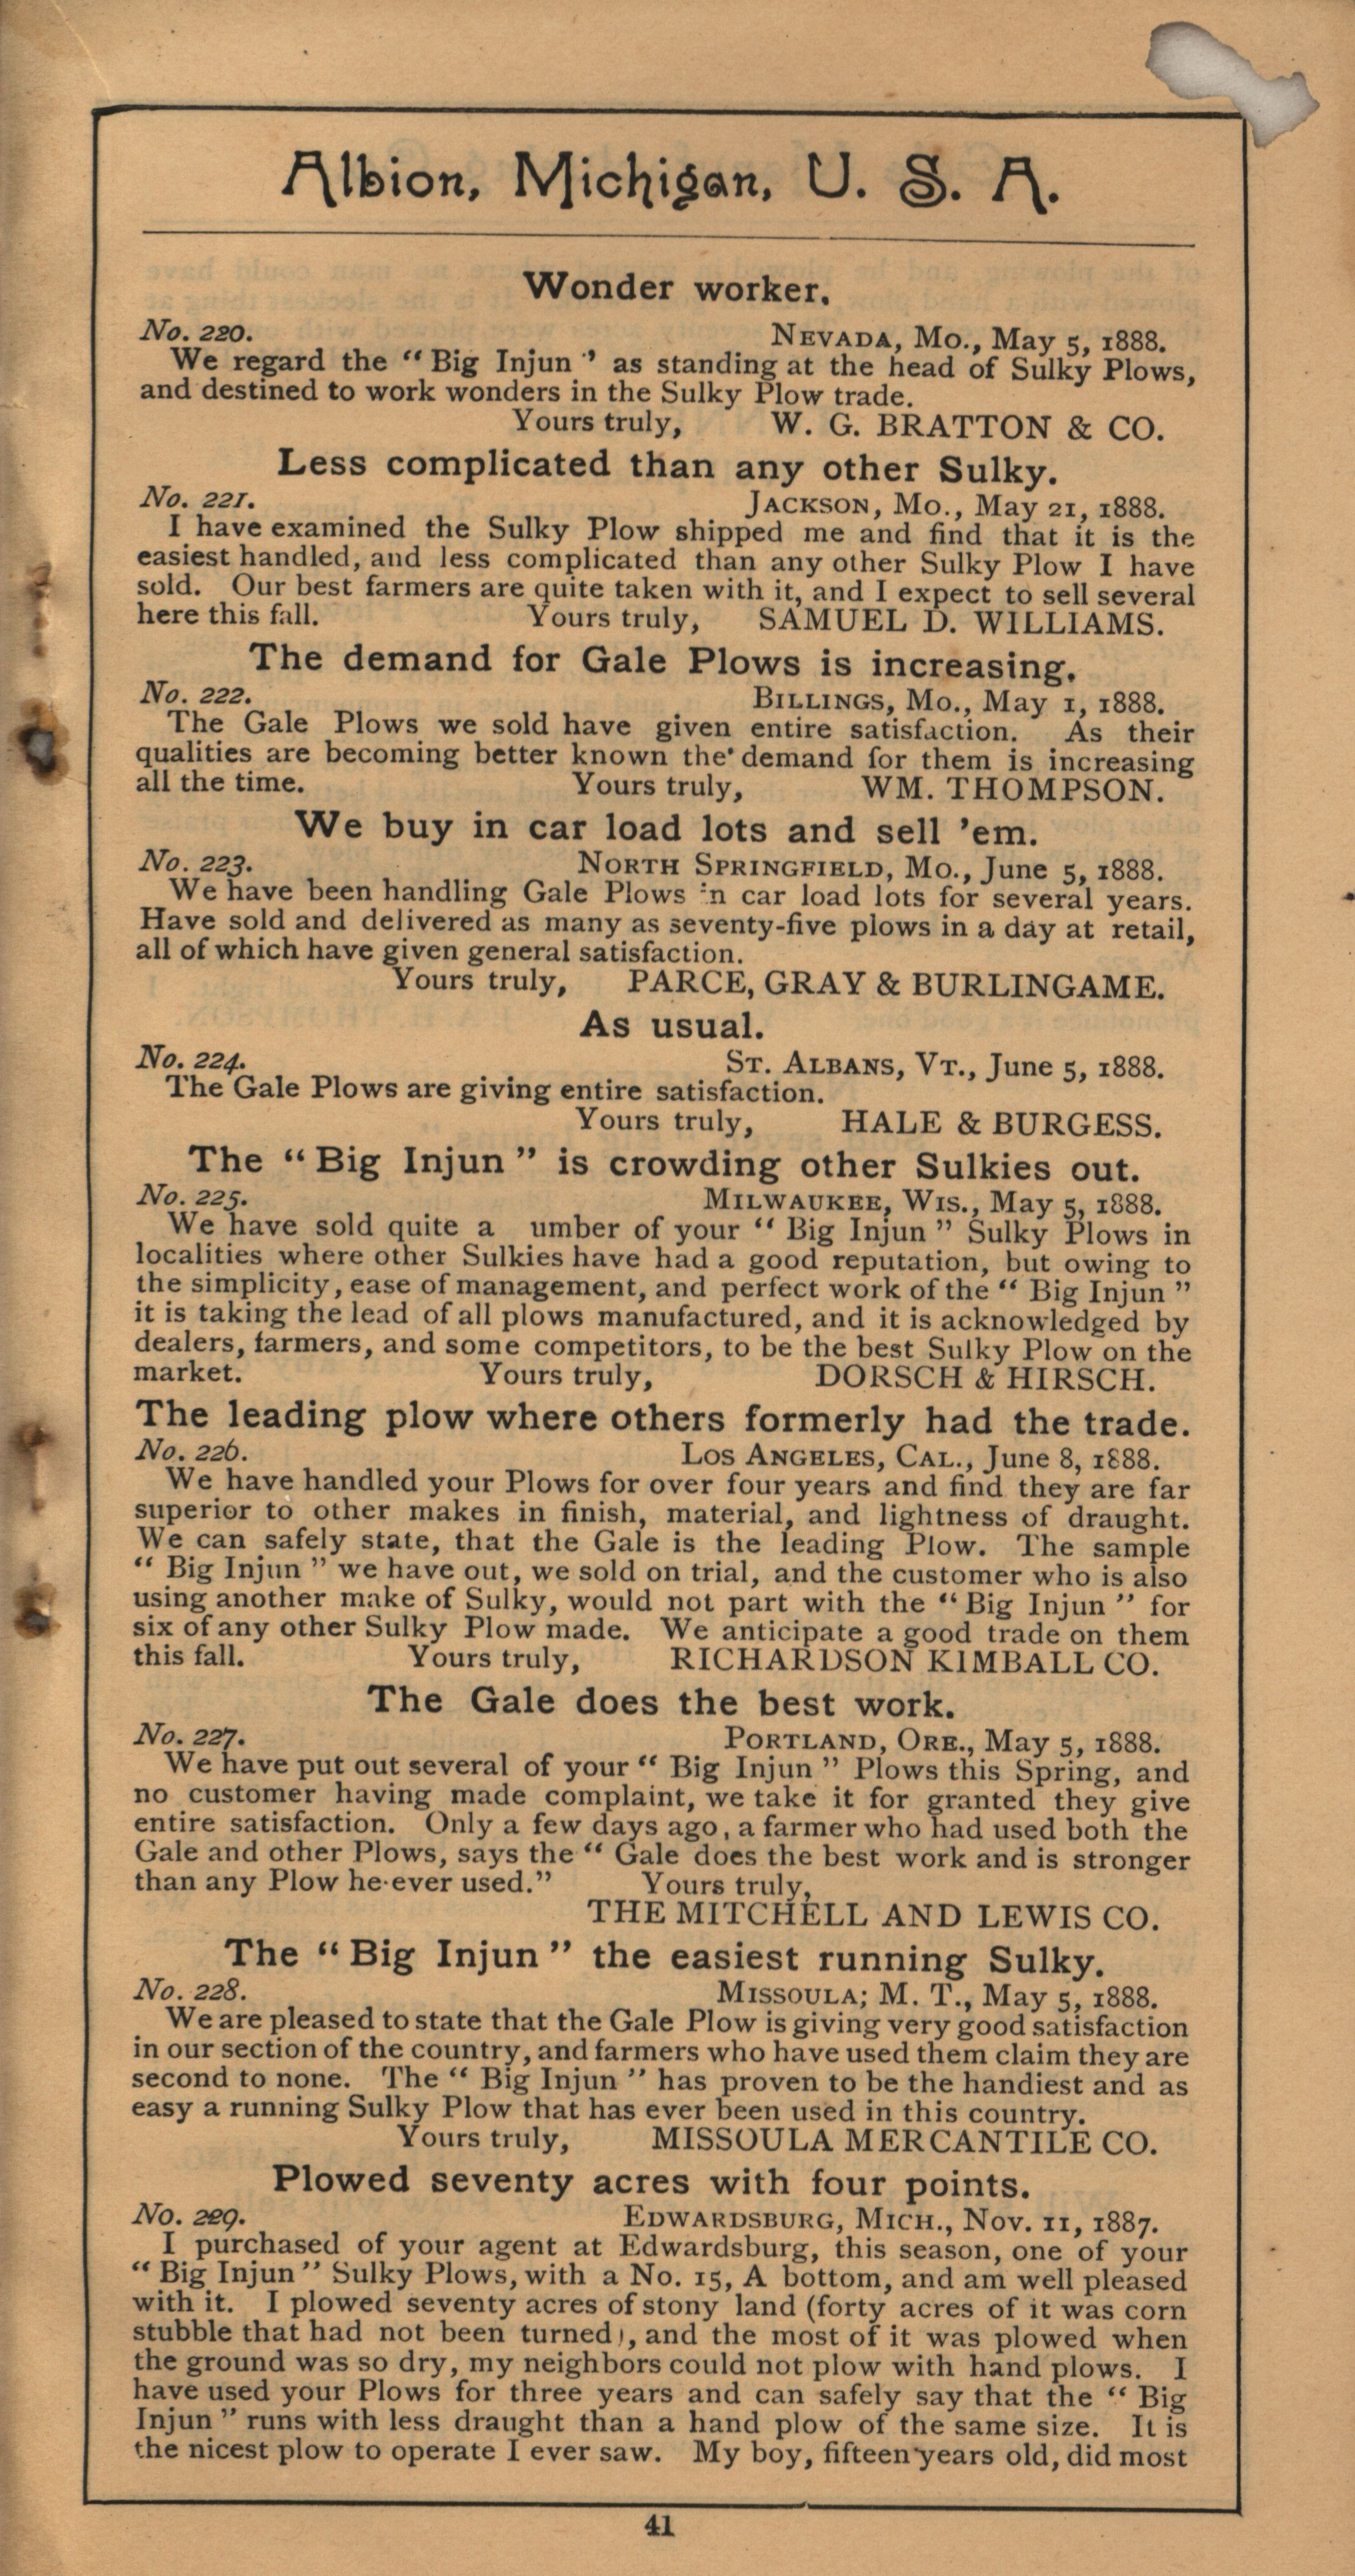 Albion, Michigan, U. S. A.
Wonder worker.
No. 220. NEVADA, MO., May 5, 1888.
We regard the “ Big Injun ’ as standing at the head of Sulky Plows,
and destined to work wonders in the Sulky Plow trade.
Yours truly, W. G. BRATTON & CO.
Less complicated than any other Sulky.
No. 221. JACKSON, MO., May 21, 1888.
I have examined the Sulky Plow shipped me and find that it is the
easiest handled, and less complicated than any other Sulky Plow I have
sold. Our best farmers are quite taken with it, and I expect to sell several
here this fall. Yours truly, SAMUEL D. WILLIAMS.
The demand for Gale Plows is increasing.
No. 222. BILLINGS, MO., May 1, 1888.
The Gale Plows we sold have given entire satisfaction. As their
qualities are becoming better known the demand for them is increasing
all the time. Yours truly, WM. THOMPSON.
We buy in car load lots and sell ’em.
No. 223. NORTH SPRINGFIELD, MO., June 5, 1888.
We have been handling Gale Plows in car load lots for several years.
Have sold and delivered as many as seventy-five plows in a day at retail,
all of which have given general satisfaction.
Yours truly, PARCE, GRAY & BURLINGAME.
As usual.
No. 224. ST. ALBANS, VT., June 5, 1888.
The Gale Plows are giving entire satisfaction.
Yours truly, HALE & BURGESS.
The “ Big Injun ” is crowding other Sulkies out.
No. 225. MILWAUKEE, WIS., May 5, 1888.
We have sold quite a umber of your “ Big Injun ” Sulky Plows in
localities where other Sulkies have had a good reputation, but owing to
the simplicity, ease of management, and perfect work of the “ Big Injun ”
it is taking the lead of all plows manufactured, and it is acknowledged by
dealers, farmers, and some competitors, to be the best Sulky Plow on the
market. Yours truly, DORSCH & HIRSCH.
The leading plow where others formerly had the trade.
No. 226. LOS ANGELES, CAL., June 8, 1888.
We have handled your Plows for over four years and find they are far
superior to other makes in finish, material, and lightness of draught.
We can safely state, that the Gale is the leading Plow. The sample
“ Big Injun ” we have out, we sold on trial, and the customer who is also
using another make of Sulky, would not part with the “ Big Injun ” for
six of any other Sulky Plow made. We anticipate a good trade on them
this fall. Yours truly, RICHARDSON KIMBALL CO.
The Gale does the best work.
No. 227. PORTLAND, ORE., May 5, 1888.
We have put out several of your “ Big Injun ” Plows this Spring, and
no customer having made complaint, we take it for granted they give
entire satisfaction. Only a few days ago, a farmer who had used both the
Gale and other Plows, says the “ Gale does the best work and is stronger
than any Plow he ever used.” Yours truly,
THE MITCHELL AND LEWIS CO.
The “ Big Injun ” the easiest running Sulky.
No. 228. MISSOULA; M. T., May 5, 1888.
We are pleased to state that the Gale Plow is giving very good satisfaction
in our section of the country, and farmers who have used them claim they are
second to none. The “ Big Injun ” has proven to be the handiest and as
easy a running Sulky Plow that has ever been used in this country.
Yours truly, MISSOULA MERCANTILE CO.
Plowed seventy acres with four points.
No. 229. EDWARDSBURG, MICH., Nov. 11, 1887.
I purchased of your agent at Edwardsburg, this season, one of your
“ Big Injun ” Sulky Plows, with a No. 15, A bottom, and am well pleased
with it. I plowed seventy acres of stony land (forty acres of it was corn
stubble that had not been turned), and the most of it was plowed when
the ground was so dry, my neighbors could not plow with hand plows. I
have used your Plows for three years and can safely say that the “ Big
Injun ” runs with less draught than a hand plow of the same size. It is
the nicest plow to operate I ever saw. My boy, fifteen years old, did most
41